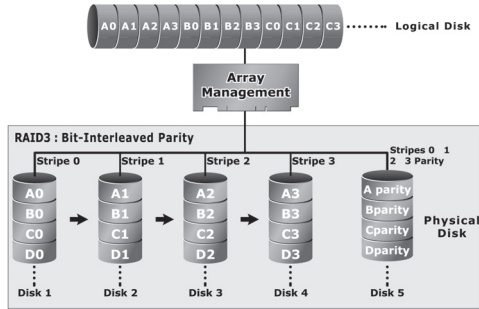 A0 A1 A2 A3 B0 B1 B2 B3 C0 C1 C2 C3 Logical Disk
Array
Management
RAID3 : Bit-Interleaved Parity
Stripe 0 Stripe 1 Stripe 2 Stripe 3 Stripes 0 1
2 3 Parity
A0 A1 A2 A3 A parity
B0 B1 B2 B3 Bparity
C0 C1 C2 C3 Cparity
D0 D1 D2 D3 Dparity
Physical
Disk
Disk 1 Disk 2 Disk 3 Disk 4 Disk 5